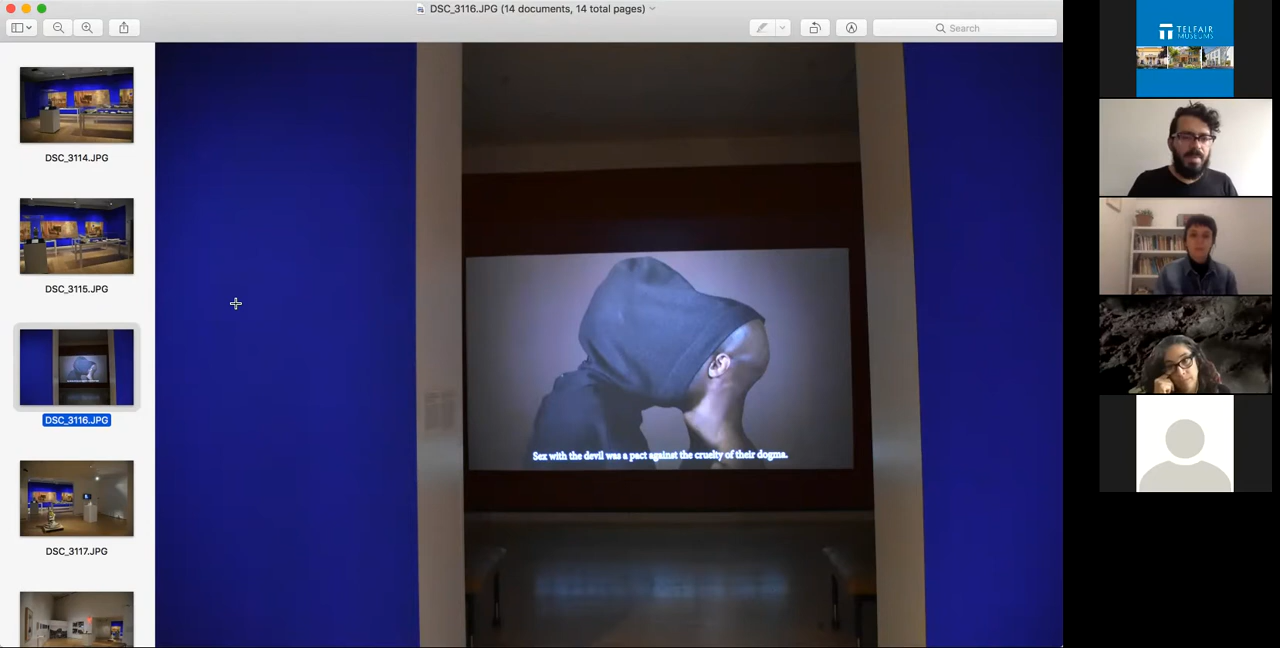 DSC_3116.JPG (14 documents, 14 total pages)
Search
DSC_3114.JPG
DSC_3115.JPG
DSC_3116.JPG
DSC_3117.JPG
Sex with the devil was a pact against the cruelty of their dogma.
TELFAIR
MUSEUMS